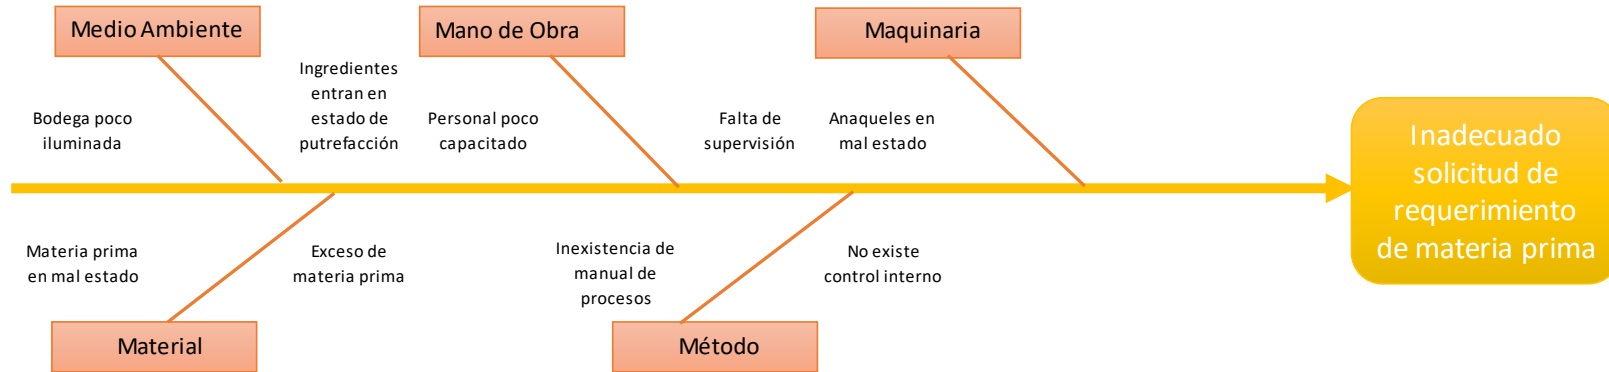 Medio Ambiente
Mano de Obra
Maquinaria
Bodega poco
iluminada
Ingredientes
entran en
estado de
putrefacción
Personal poco
capacitado
Falta de
supervisión
Anaqueles en
mal estado
Inadecuado
solicitud de
requerimiento
de materia prima
Materia prima
en mal estado
Exceso de
materia prima
Inexistencia de
manual de
procesos
No existe
control interno
Material
Método